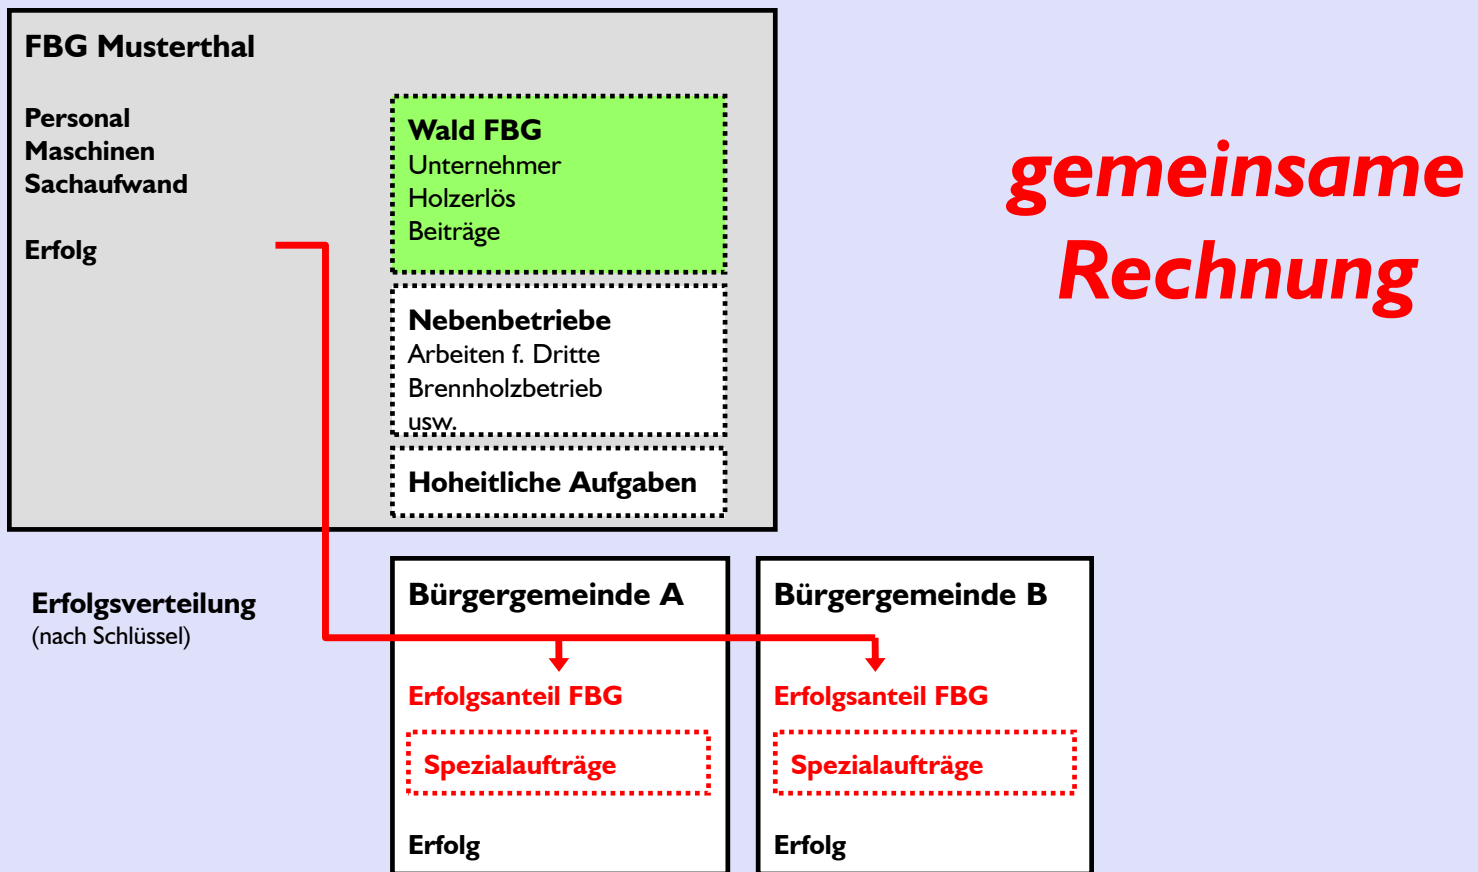 FBG Musterthal
Personal
Maschinen
Sachaufwand
Erfolg
Wald FBG
Unternehmer
Holzerlös
Beiträge
Nebenbetriebe
Arbeiten f. Dritte
Brennholzbetrieb
usw.
Hoheitliche Aufgaben
gemeinsame
Rechnung
Erfolgsverteilung
(nach Schlüssel)
Bürgergemeinde A
Erfolgsanteil FBG
Spezialaufträge
Erfolg
Bürgergemeinde B
Erfolgsanteil FBG
Spezialaufträge
Erfolg